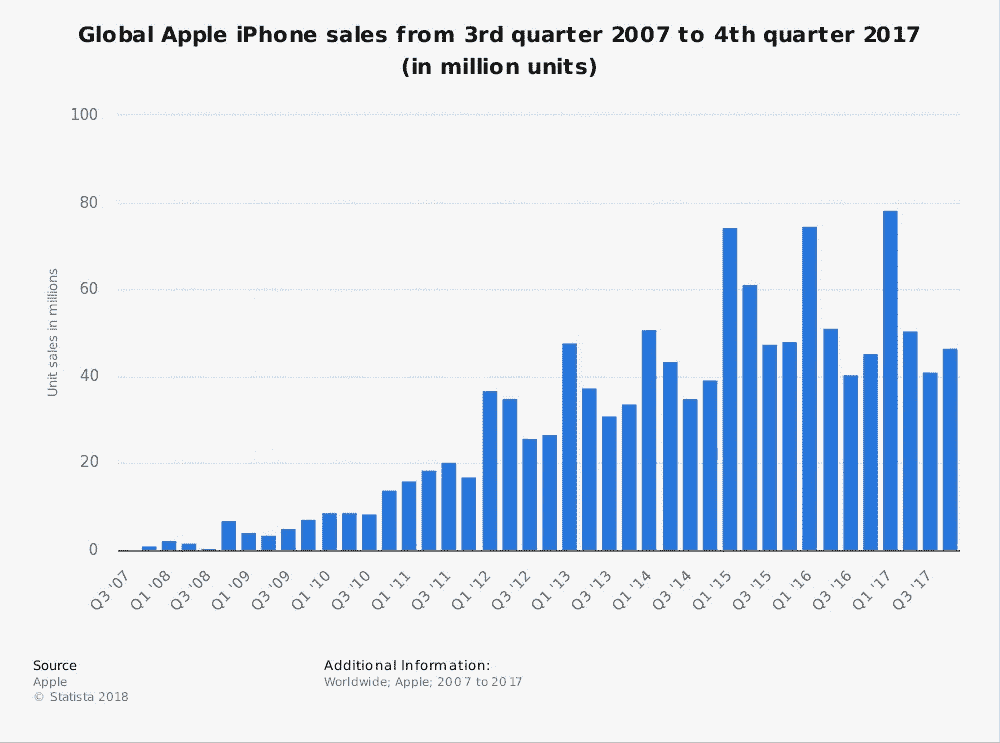 Global Apple iPhone sales from 3rd quarter 2007 to 4th quarter 2017
(in million units)
Unit sales in millions
100
80
60
40
20
0
Q3 '07
Q1 '08
Q3 '08
Q1 '09
Q3 '09
Q1 '10
Q3 '10
Q1 '11
Q3 '11
Q1 '12
Q3 '12
Q1 '13
Q3 '13
Q1 '14
Q3 '14
Q1 '15
Q3 '15
Q1 '16
Q3 '16
Q1 '17
Q3 '17
Source
Apple
© Statista 2018
Additional Information:
Worldwide; Apple; 2007 to 2017